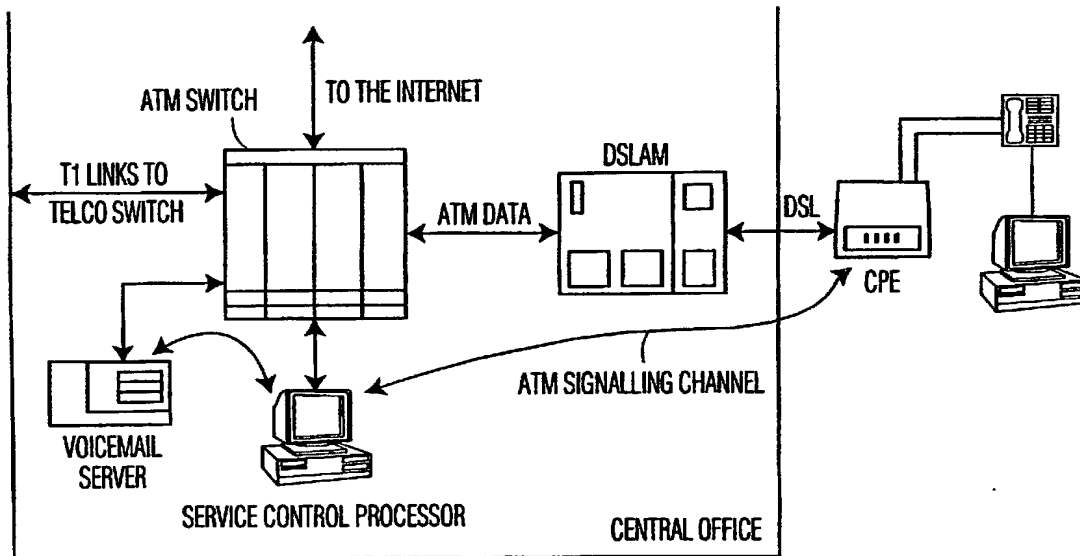 TO THE INTERNET
ATM SWITCH
T1 LINKS TO
TELCO SWITCH
ATM DATA
DSLAM
DSL
CPE
ATM SIGNALLING CHANNEL
VOICEMAIL
SERVER
SERVICE CONTROL PROCESSOR
CENTRAL OFFICE